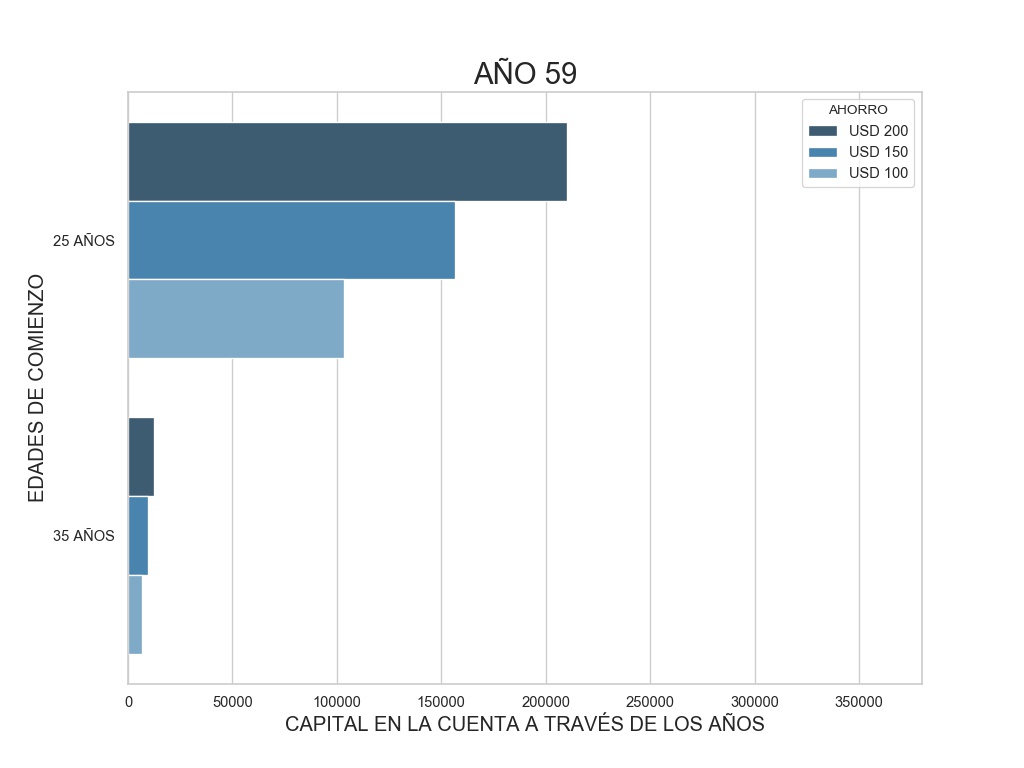 AÑO 59
AHORRO
USD 200
USD 150
USD 100
25 AÑOS
35 AÑOS
EDADES DE COMIENZO
0 50000 100000 150000 200000 250000 300000 350000
CAPITAL EN LA CUENTA A TRAVÉS DE LOS AÑOS